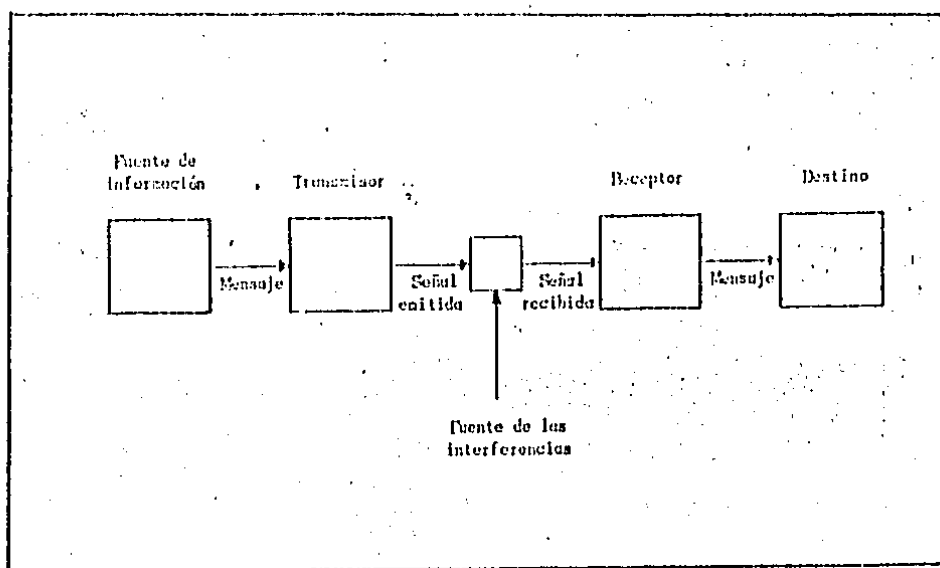 Fuente de
información
Transmisor
Receptor
Destino
Mensaje
Señal
emitida
Señal
recibida
Mensaje
Fuente de las
interferencias